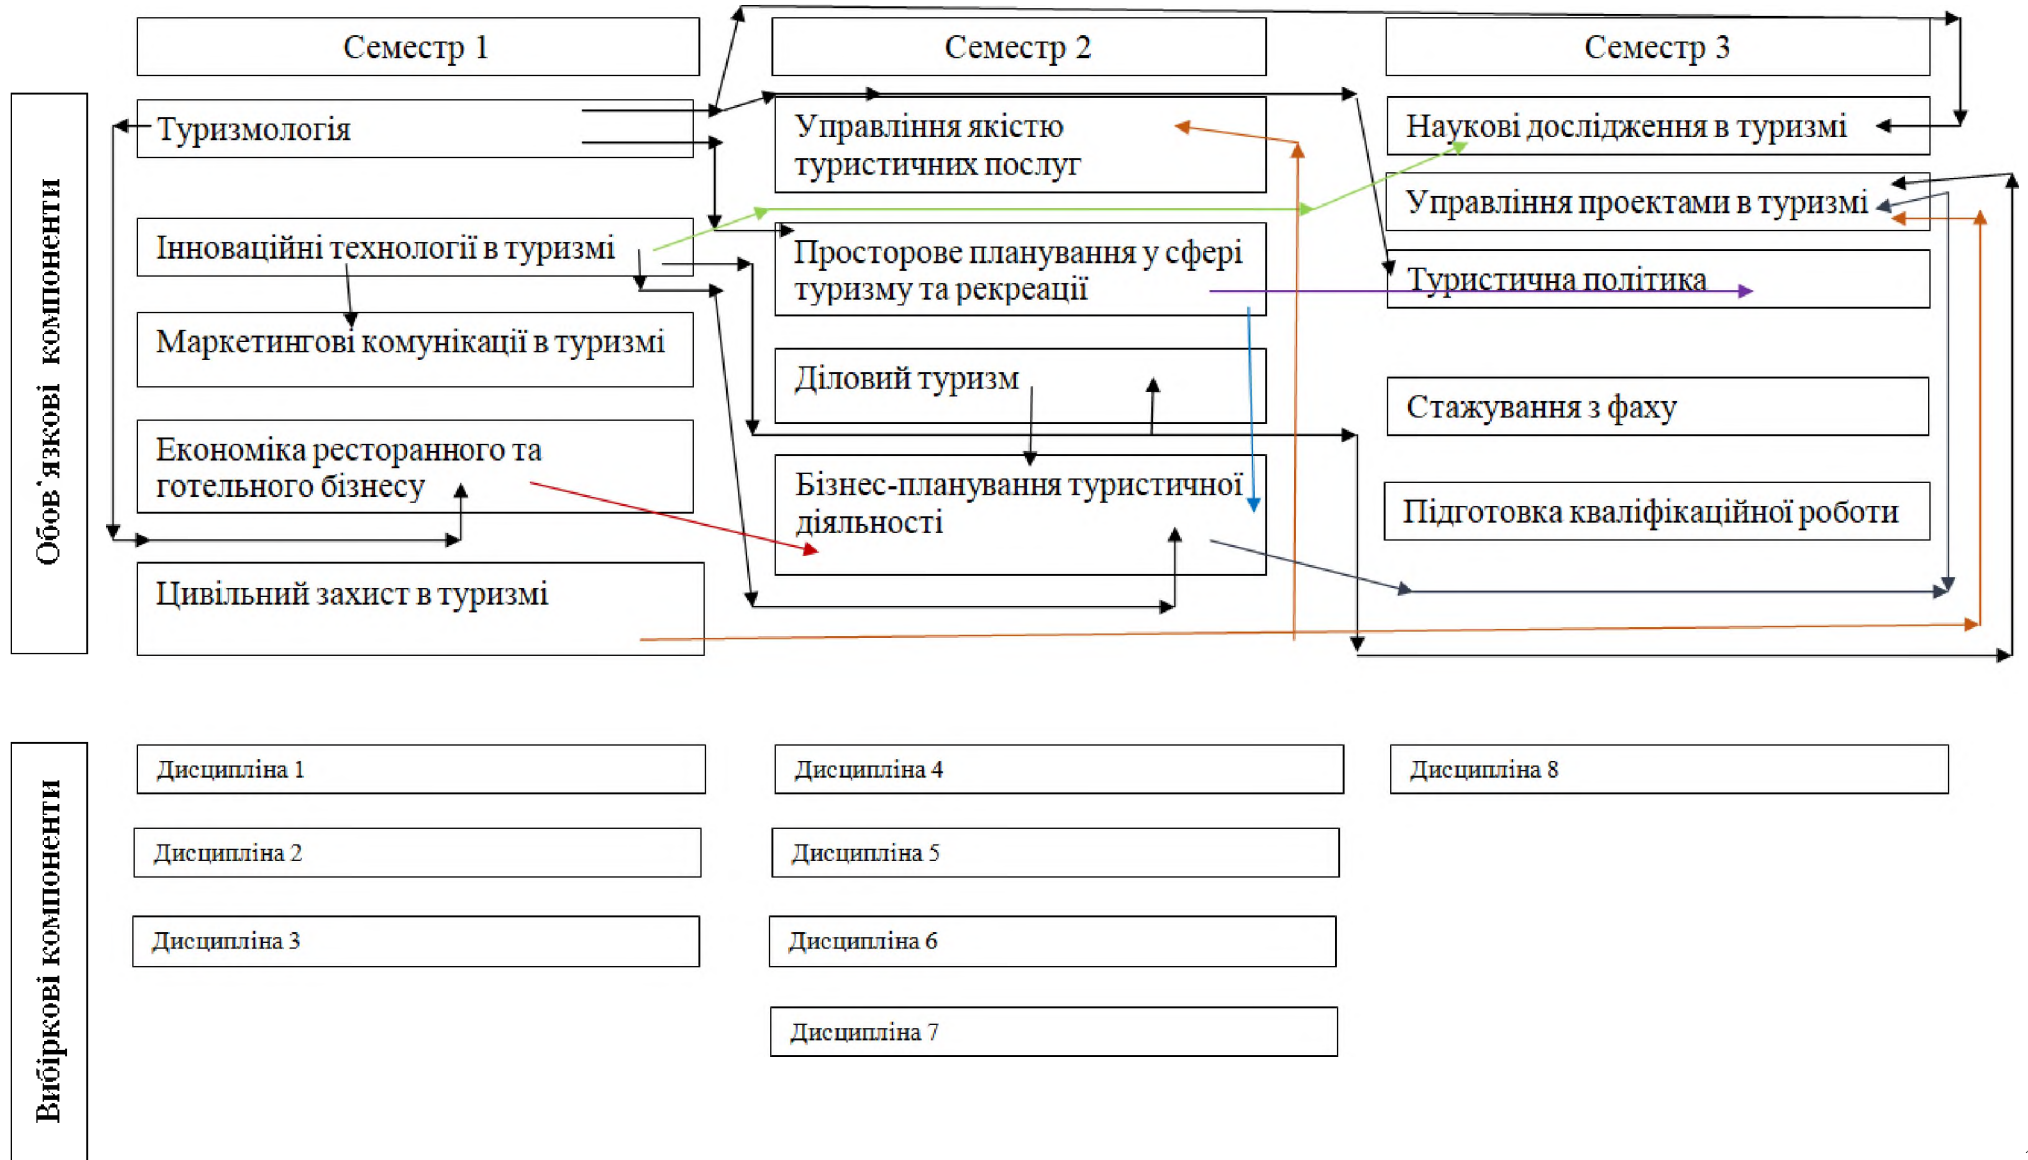 Семестр 1
Семестр 2
Семестр 3
Обов`язкові компоненти
Туризмологія
Інноваційні технології в туризмі
Маркетингові комунікації в туризмі
Економіка ресторанного та
готельного бізнесу
Цивільний захист в туризмі
Управління якістю
туристичних послуг
Просторове планування у сфері
туризму та рекреації
Діловий туризм
Бізнес-планування туристичної
діяльності
Наукові дослідження в туризмі
Управління проектами в туризмі
Туристична політика
Стажування з фаху
Підготовка кваліфікаційної роботи
Вибіркові компоненти
Дисципліна 1
Дисципліна 2
Дисципліна 3
Дисципліна 4
Дисципліна 5
Дисципліна 6
Дисципліна 7
Дисципліна 8